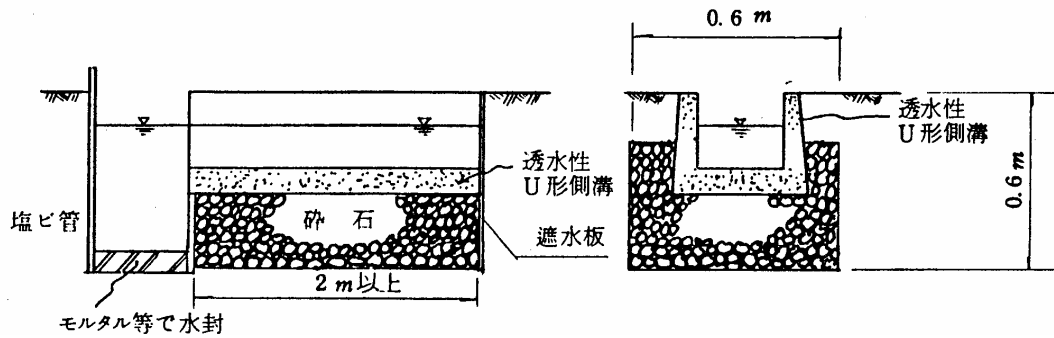 0.6 m
透水性
U形側溝
塩ビ管
砕石
遮水板
2m以上
モルタル等で水封
透水性
U形側溝
0.6 m